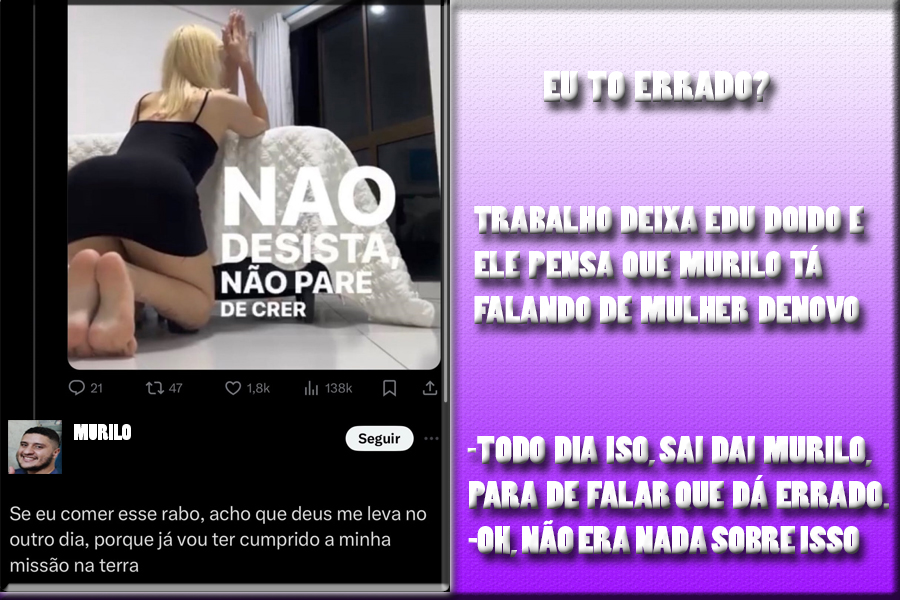 NAO
DESISTA,
NÃO PARE
DE CRER
21 47 1,8k 138k
MURILO
Seguir
Se eu comer esse rabo, acho que deus me leva no
outro dia, porque já vou ter cumprido a minha
missão na terra
EU TO ERRADO?
TRABALHO DEIXA EDU DOIDO E
ELE PENSA QUE MURILO TÁ
FALANDO DE MULHER DENOVO
-TODO DIA ISO, SAI DAI MURILO,
PARA DE FALAR QUE DÁ ERRADO.
-OK, NÃO ERA NADA SOBRE ISSO